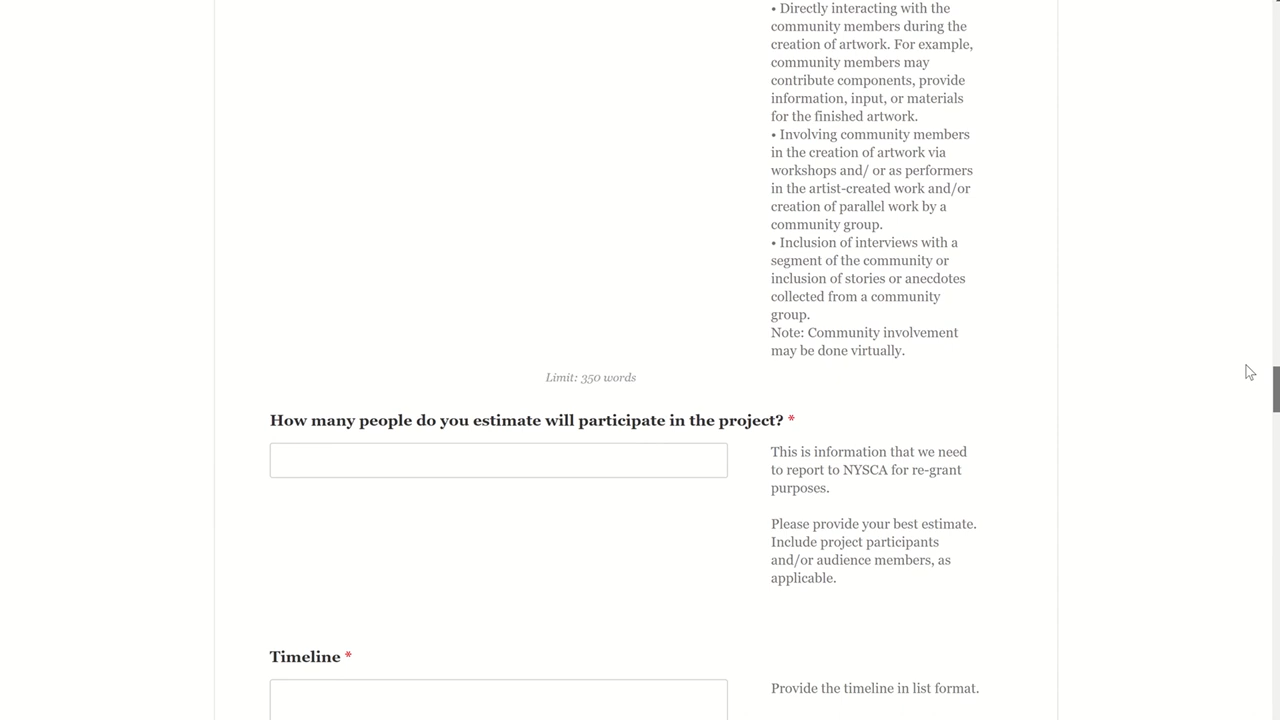 • Directly interacting with the
community members during the
creation of artwork. For example,
community members may
contribute components, provide
information, input, or materials
for the finished artwork.
• Involving community members
in the creation of artwork via
workshops and/ or as performers
in the artist-created work and/or
creation of parallel work by a
community group.
• Inclusion of interviews with a
segment of the community or
inclusion of stories or anecdotes
collected from a community
group.
Note: Community involvement
may be done virtually.
Limit: 350 words
How many people do you estimate will participate in the project? *
This is information that we need
to report to NYSCA for re-grant
purposes.
Please provide your best estimate.
Include project participants
and/or audience members, as
applicable.
Timeline *
Provide the timeline in list format.